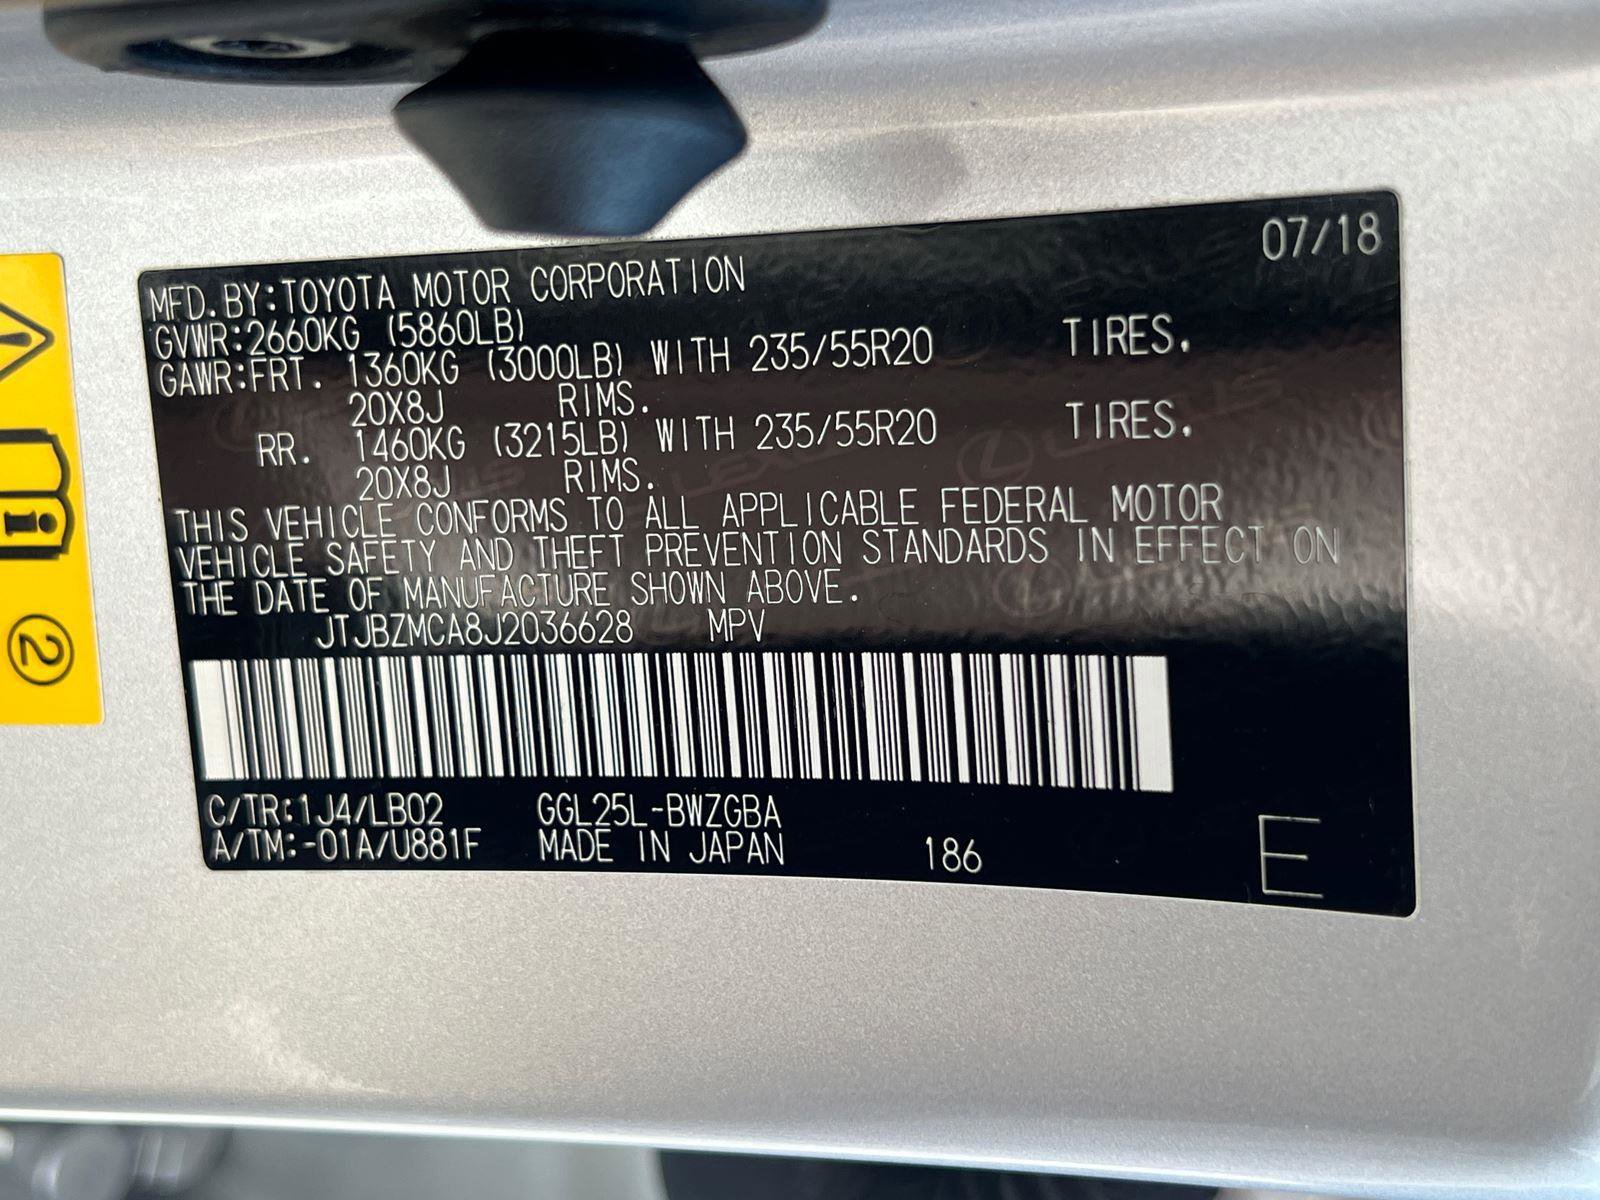 07/18
MFD. BY:TOYOTA MOTOR CORPORATION
GVWR:2660KG (5860LB)
GAWR:FRT. 1360KG (3000LB) WITH 235/55R20 TIRES.
20X8J RIMS.
RR. 1460KG (3215LB) WITH 235/55R20 TIRES.
20X8J RIMS.
THIS VEHICLE CONFORMS TO ALL APPLICABLE FEDERAL MOTOR
VEHICLE SAFETY AND THEFT PREVENTION STANDARDS IN EFFECT ON
THE DATE OF MANUFACTURE SHOWN ABOVE.
JTJBZMCA8J2036628 MPV
C/TR:1J4/LB02 GGL25L-BWZGBA
A/TM:-01A/U881F MADE IN JAPAN 186 E
2
LEXUS
LEXUS